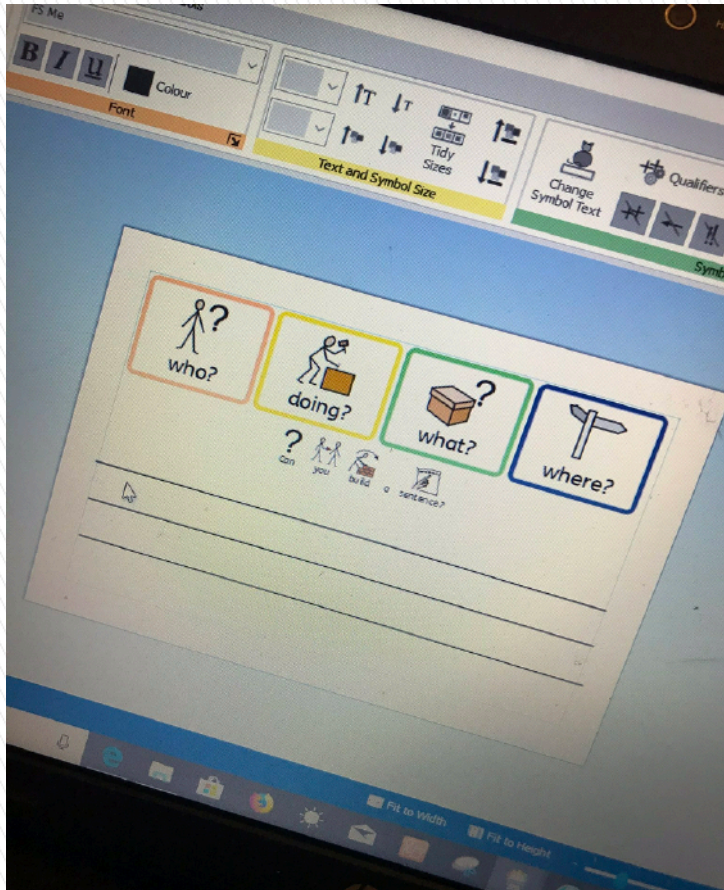 FS Me
B I U
Colour
Font
Tidy
Sizes
Text and Symbol Size
Change
Symbol Text
Qualifiers
Symb
who?
doing?
what?
where?
?
Can you build a sentence?
Fit to Width
Fit to Height